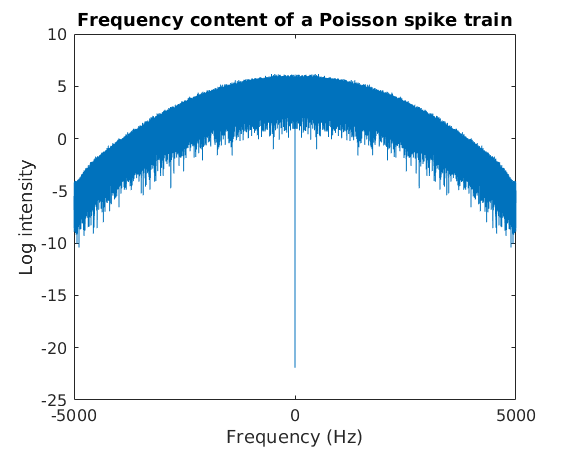 Frequency content of a Poisson spike train
10
5
0
-5
-10
-15
-20
-25
Log intensity
-5000 0 5000
Frequency (Hz)